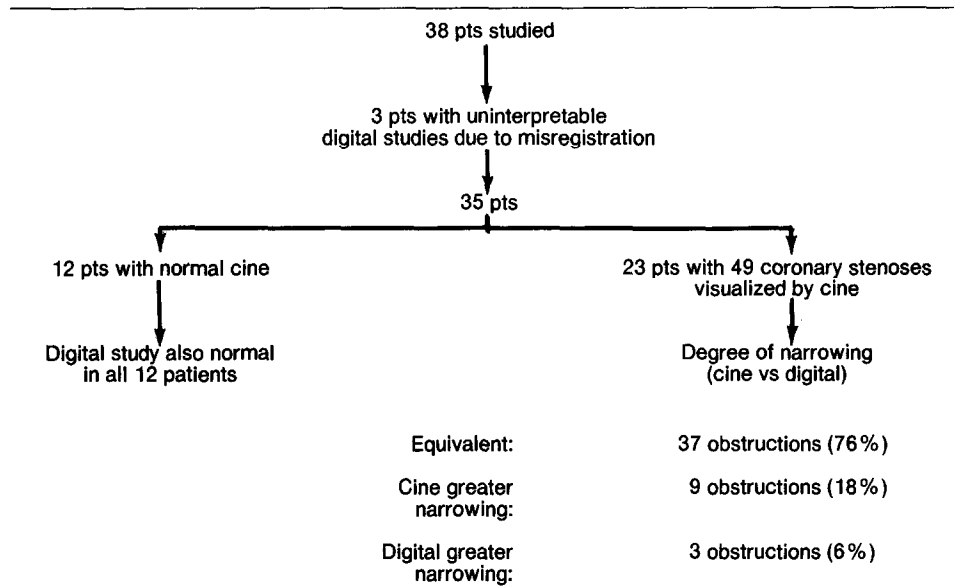 38 pts studied
3 pts with uninterpretable
digital studies due to misregistration
35 pts
12 pts with normal cine
23 pts with 49 coronary stenoses
visualized by cine
Digital study also normal
in all 12 patients
Degree of narrowing
(cine vs digital)
Equivalent: 37 obstructions (76%)
Cine greater 9 obstructions (18%)
narrowing:
Digital greater 3 obstructions (6%)
narrowing: